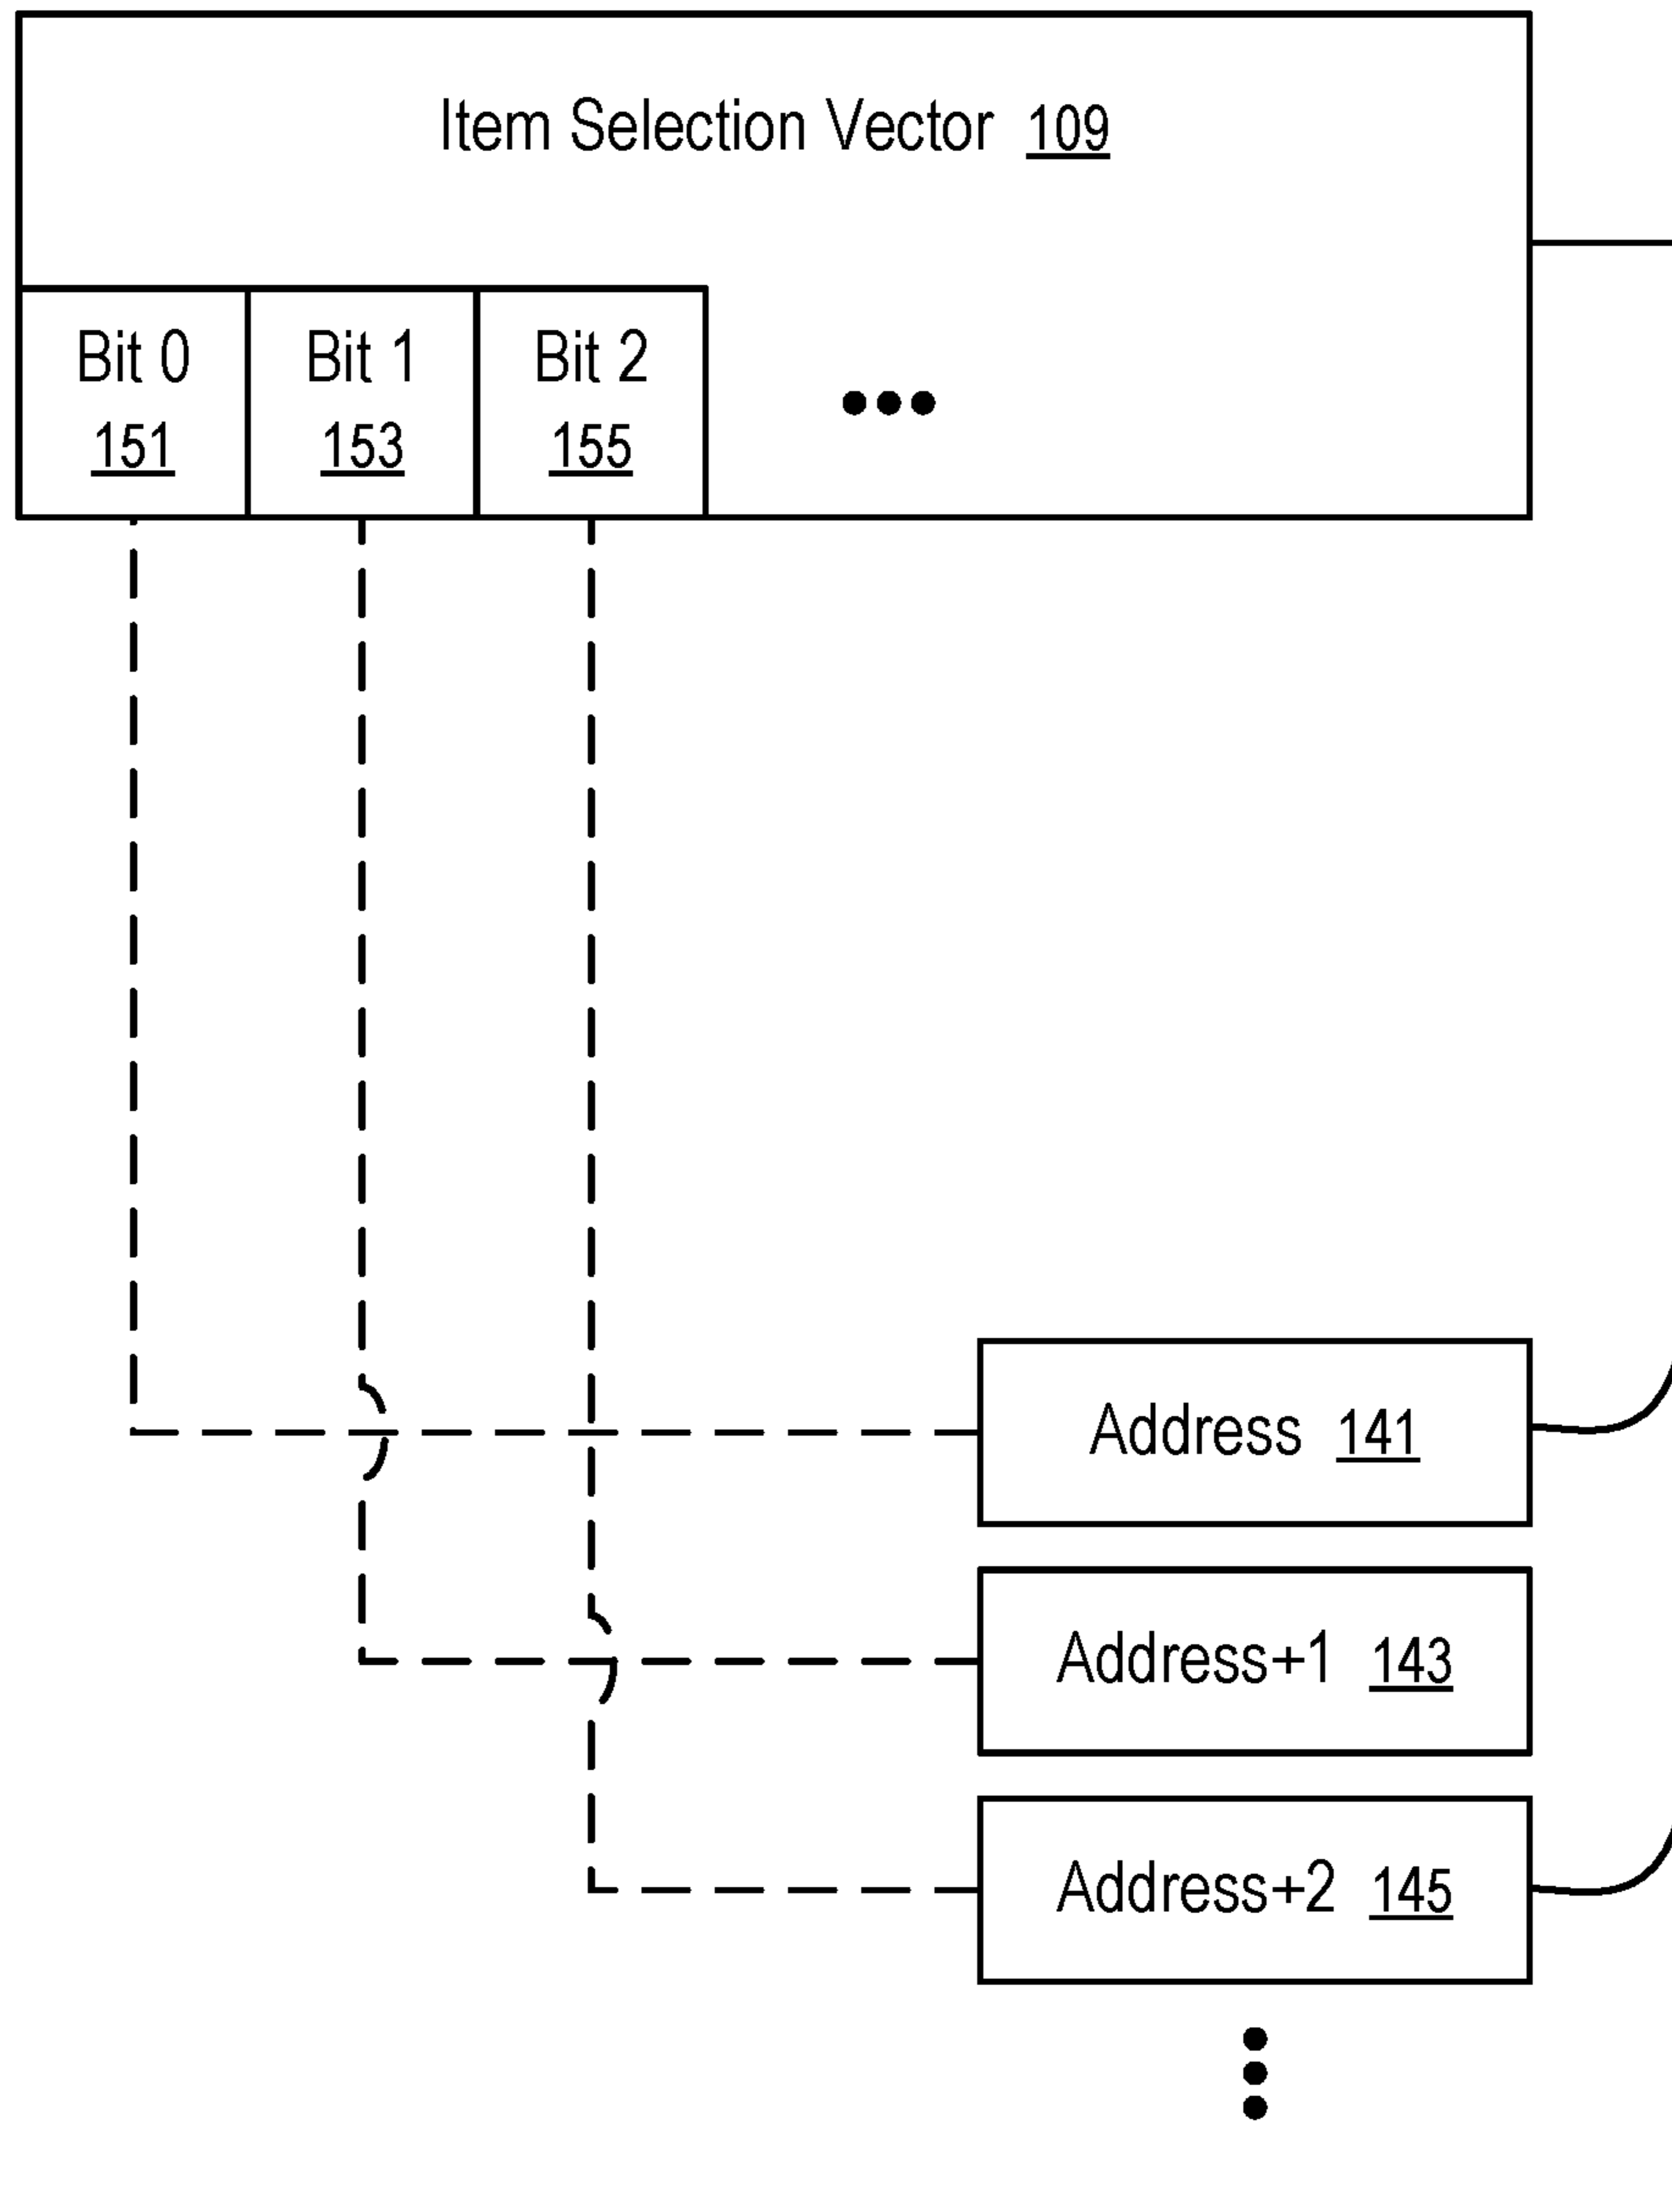 Item Selection Vector 109
Bit 0
151
Bit 1
153
Bit 2
155
Address 141
Address+1 143
Address+2 145